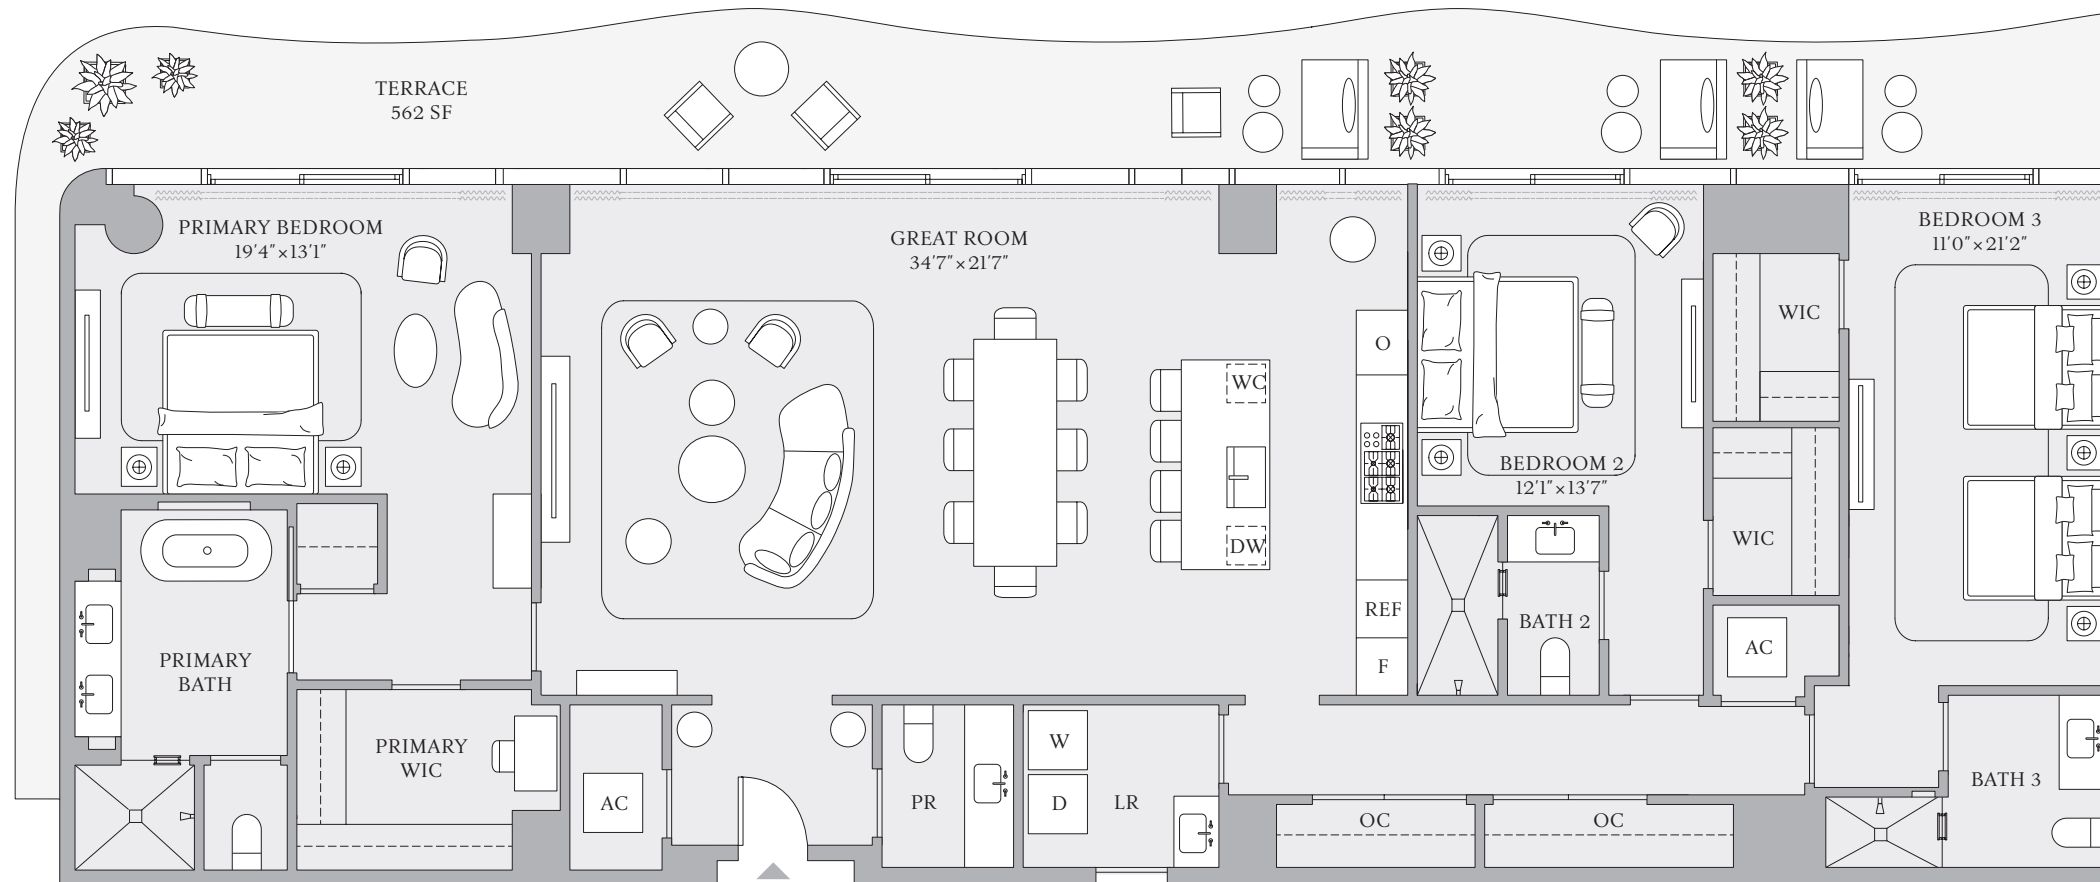 TERRACE
562 SF
PRIMARY BEDROOM
19'4"×13'1"
GREAT ROOM
34'7"×21'7"
BEDROOM 3
11'0"×21'2"
WIC
O
WC
BEDROOM 2
12'1"×13'7"
WIC
DW
REF
BATH 2
F
AC
PRIMARY
BATH
PRIMARY
WIC
W
BATH 3
AC
PR
D
LR
OC
OC